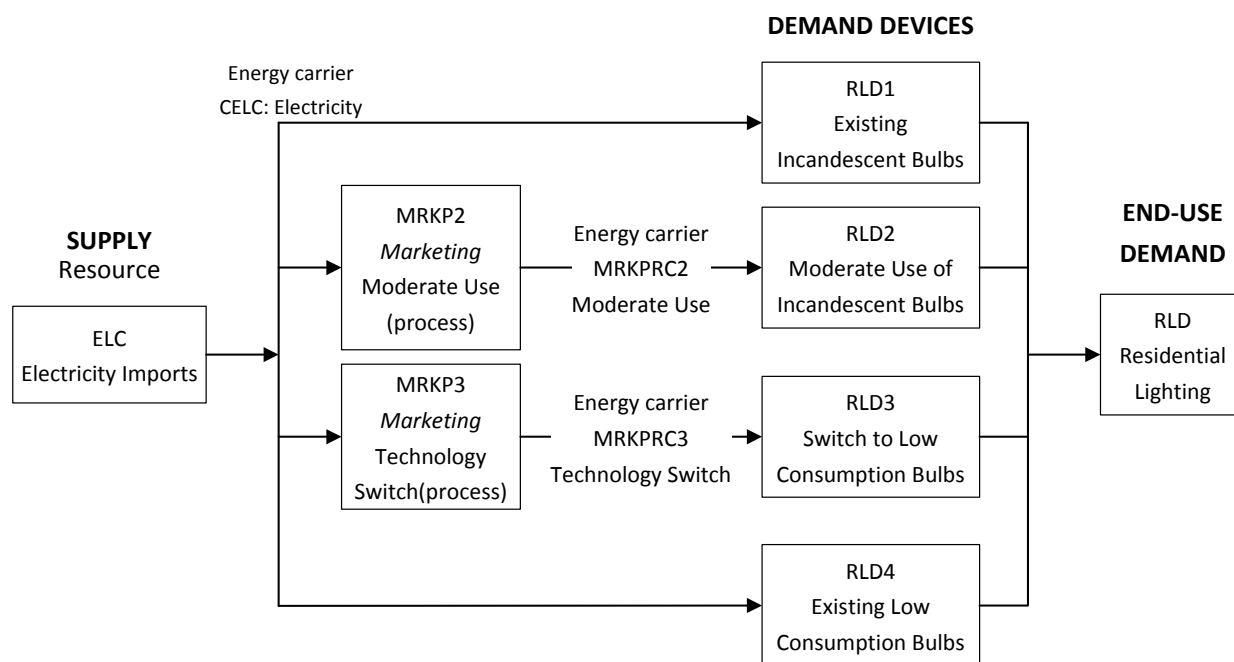 DEMAND DEVICES
Energy carrier
CELC: Electricity
RLD1
Existing
Incandescent Bulbs
SUPPLY
Resource
ELC
Electricity Imports
MRKP2
Marketing
Moderate Use
(process)
Energy carrier
MRKPRC2
Moderate Use
RLD2
Moderate Use of
Incandescent Bulbs
END-USE
DEMAND
RLD
Residential
Lighting
MRKP3
Marketing
Technology
Switch(process)
Energy carrier
MRKPRC3
Technology Switch
RLD3
Switch to Low
Consumption Bulbs
RLD4
Existing Low
Consumption Bulbs